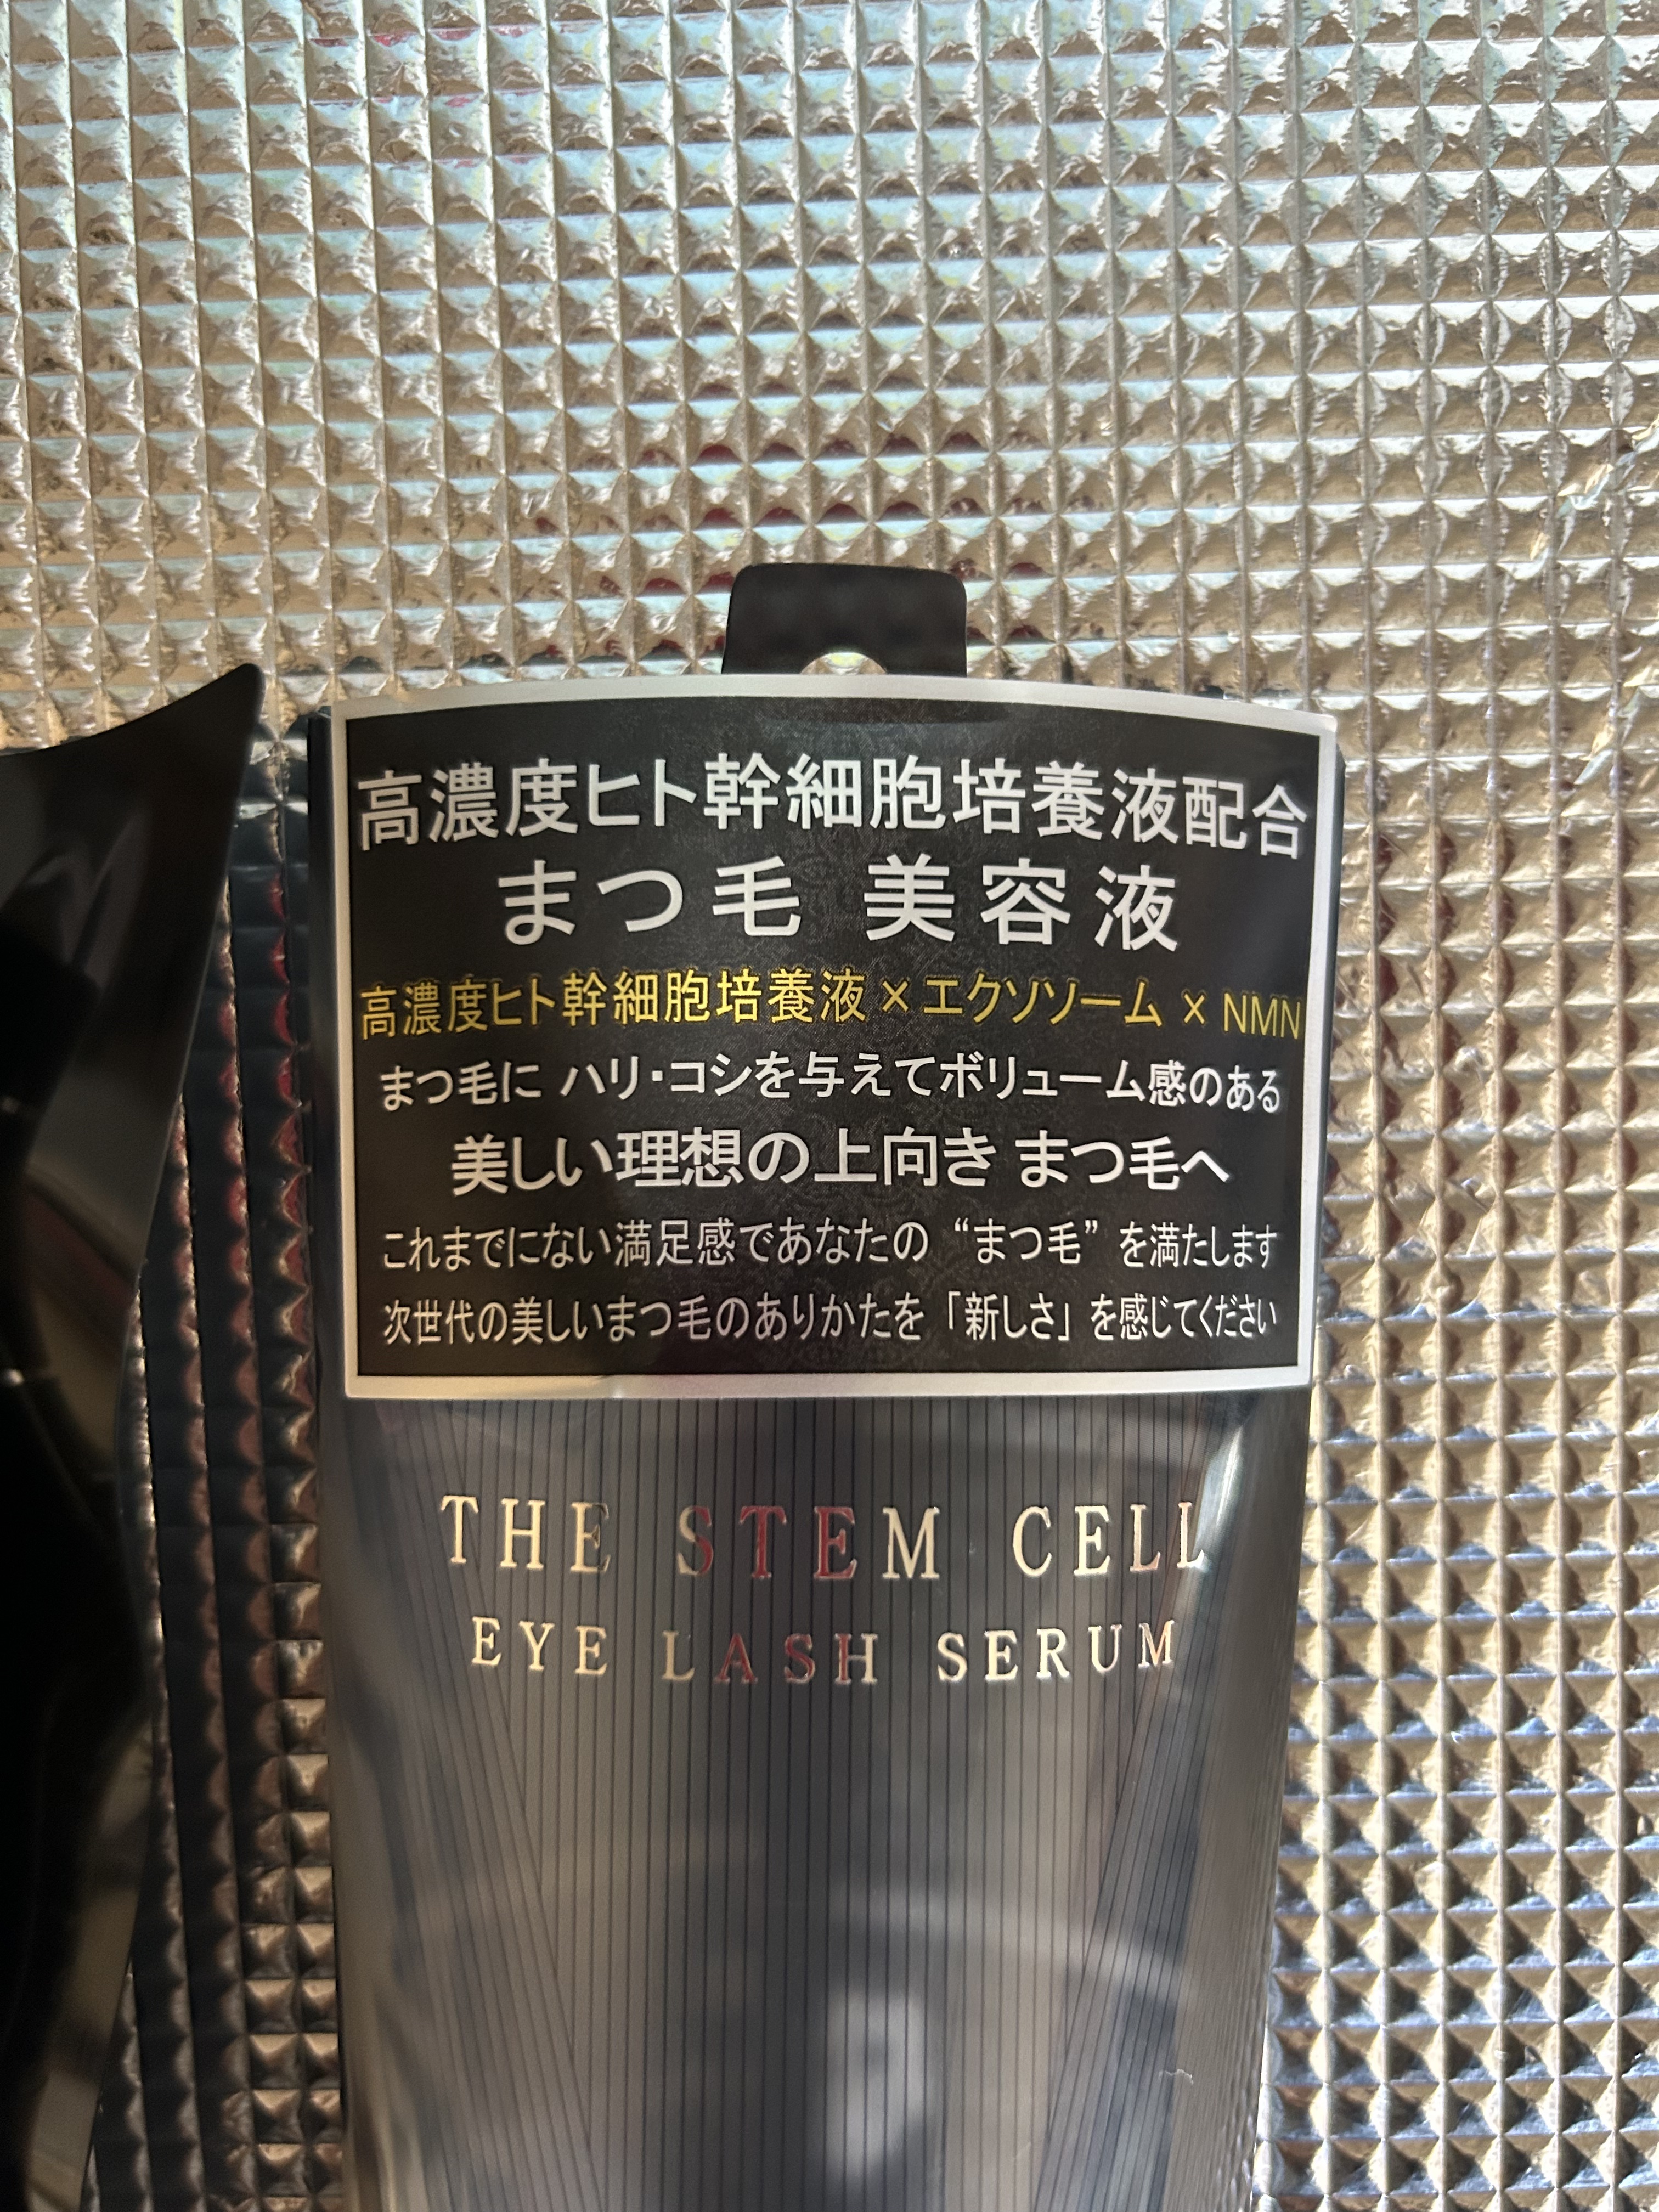 高濃度ヒト幹細胞培養液配合
まつ毛 美容液
高濃度ヒト幹細胞培養液×エクソソーム×NMN
まつ毛に ハリ・コシを与えてボリューム感のある
美しい理想の上向き まつ毛へ
これまでにない満足感であなたの “まつ毛” を満たします
次世代の美しいまつ毛のありかたを「新しさ」を感じてください
THE STEM CELL
EYE LASH SERUM